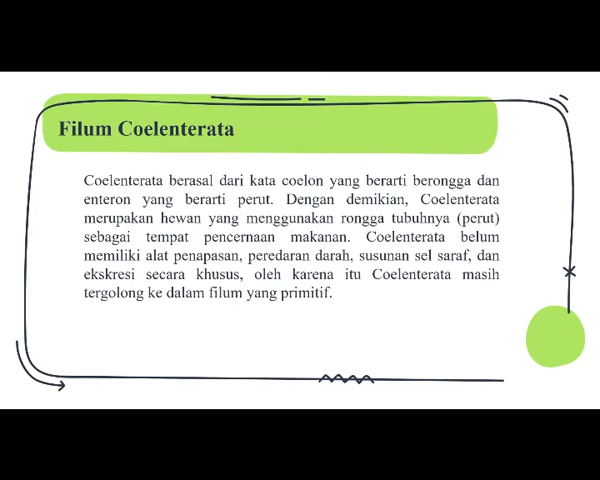 Filum Coelenterata
Coelenterata berasal dari kata coelon yang berarti berongga dan
enteron yang berarti perut. Dengan demikian, Coelenterata
merupakan hewan yang menggunakan rongga tubuhnya (perut)
sebagai tempat pencernaan makanan. Coelenterata belum
memiliki alat penapasan, peredaran darah, susunan sel saraf, dan
ekskresi secara khusus, oleh karena itu Coelenterata masih
tergolong ke dalam filum yang primitif.